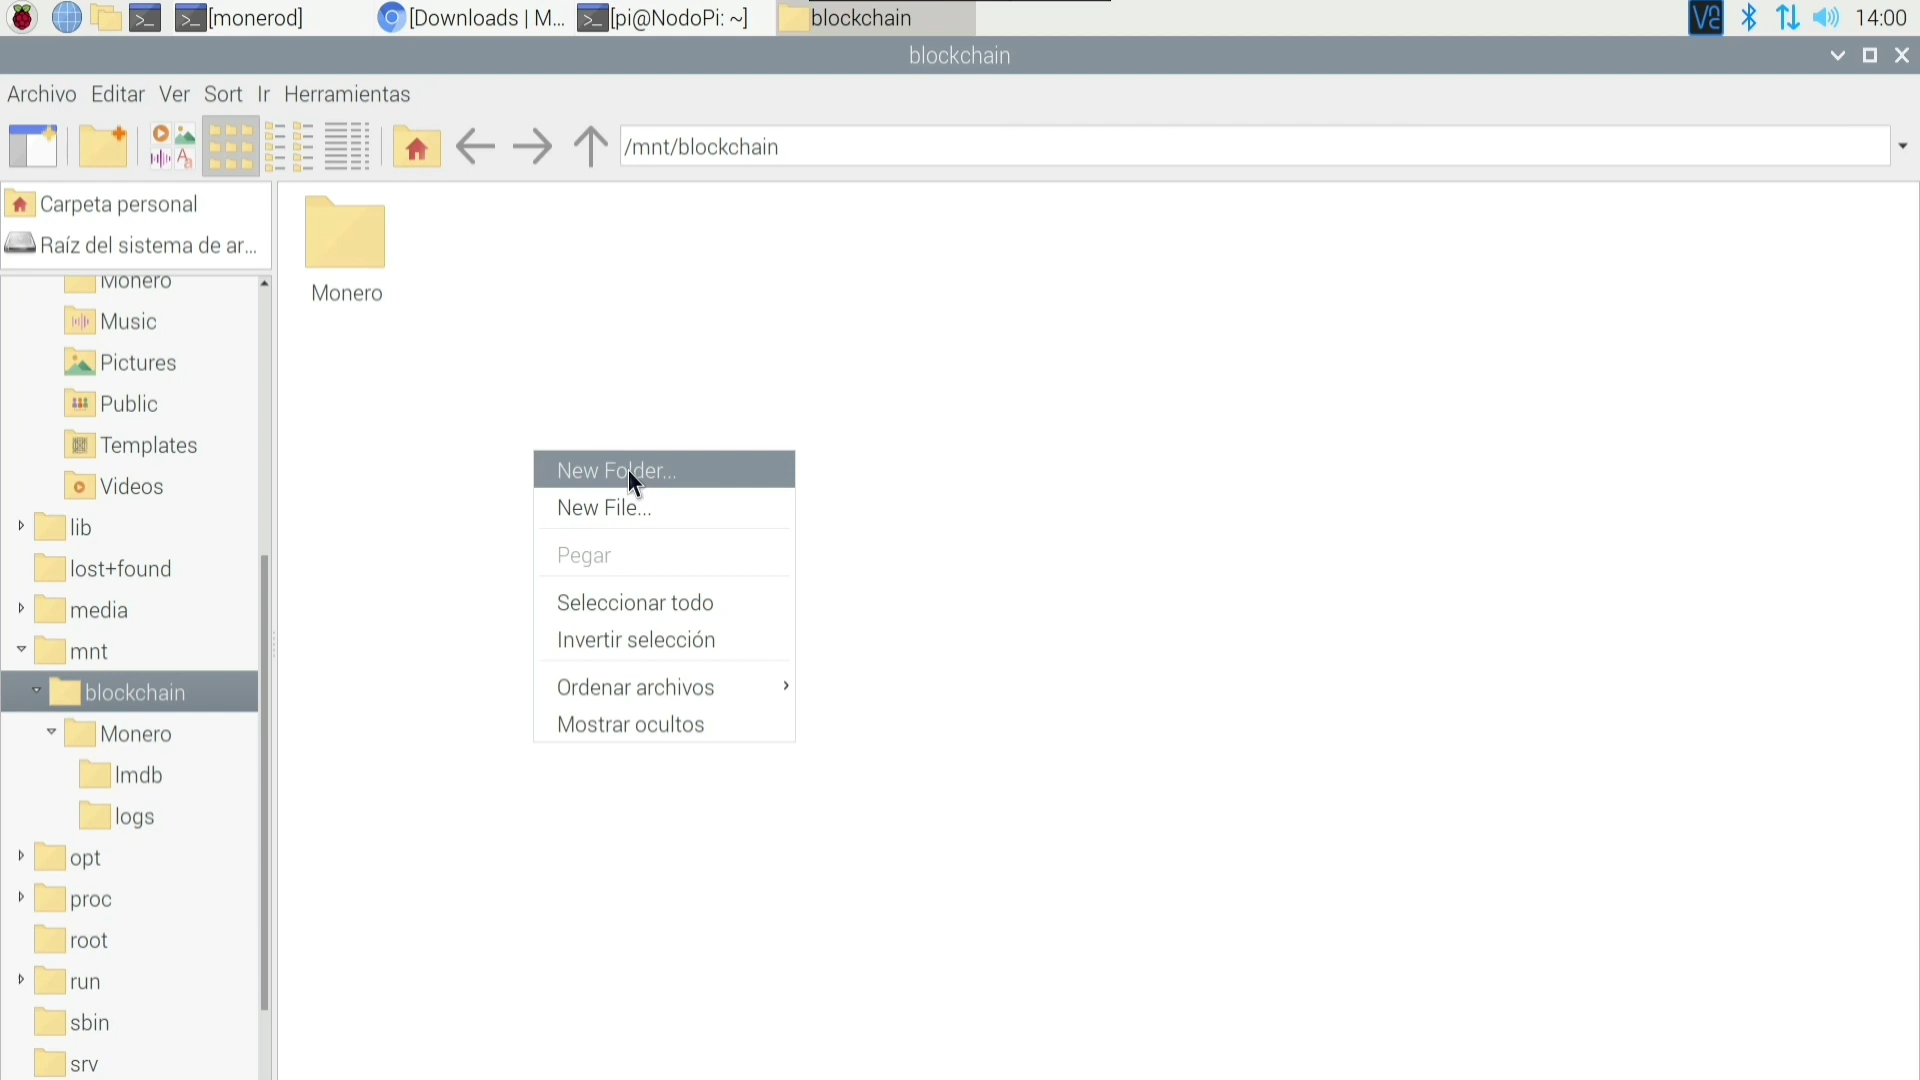 [monerod]
[Downloads | M...
[pi@NodoPi: ~]
blockchain
14:00
blockchain
Archivo Editar Ver Sort Ir Herramientas
/mnt/blockchain
Carpeta personal
Raíz del sistema de ar...
Monero
Music
Pictures
Public
Templates
Videos
lib
lost+found
media
mnt
blockchain
Monero
lmdb
logs
opt
proc
root
run
sbin
srv
Monero
New Folder...
New File...
Pegar
Seleccionar todo
Invertir selección
Ordenar archivos
Mostrar ocultos